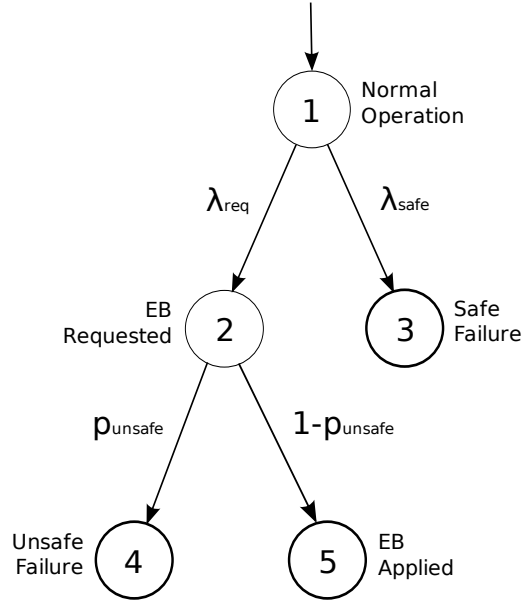 1
Normal
Operation
λreq
λsafe
EB
Requested
2
3
Safe
Failure
punsafe
1-punsafe
Unsafe
Failure
4
5
EB
Applied